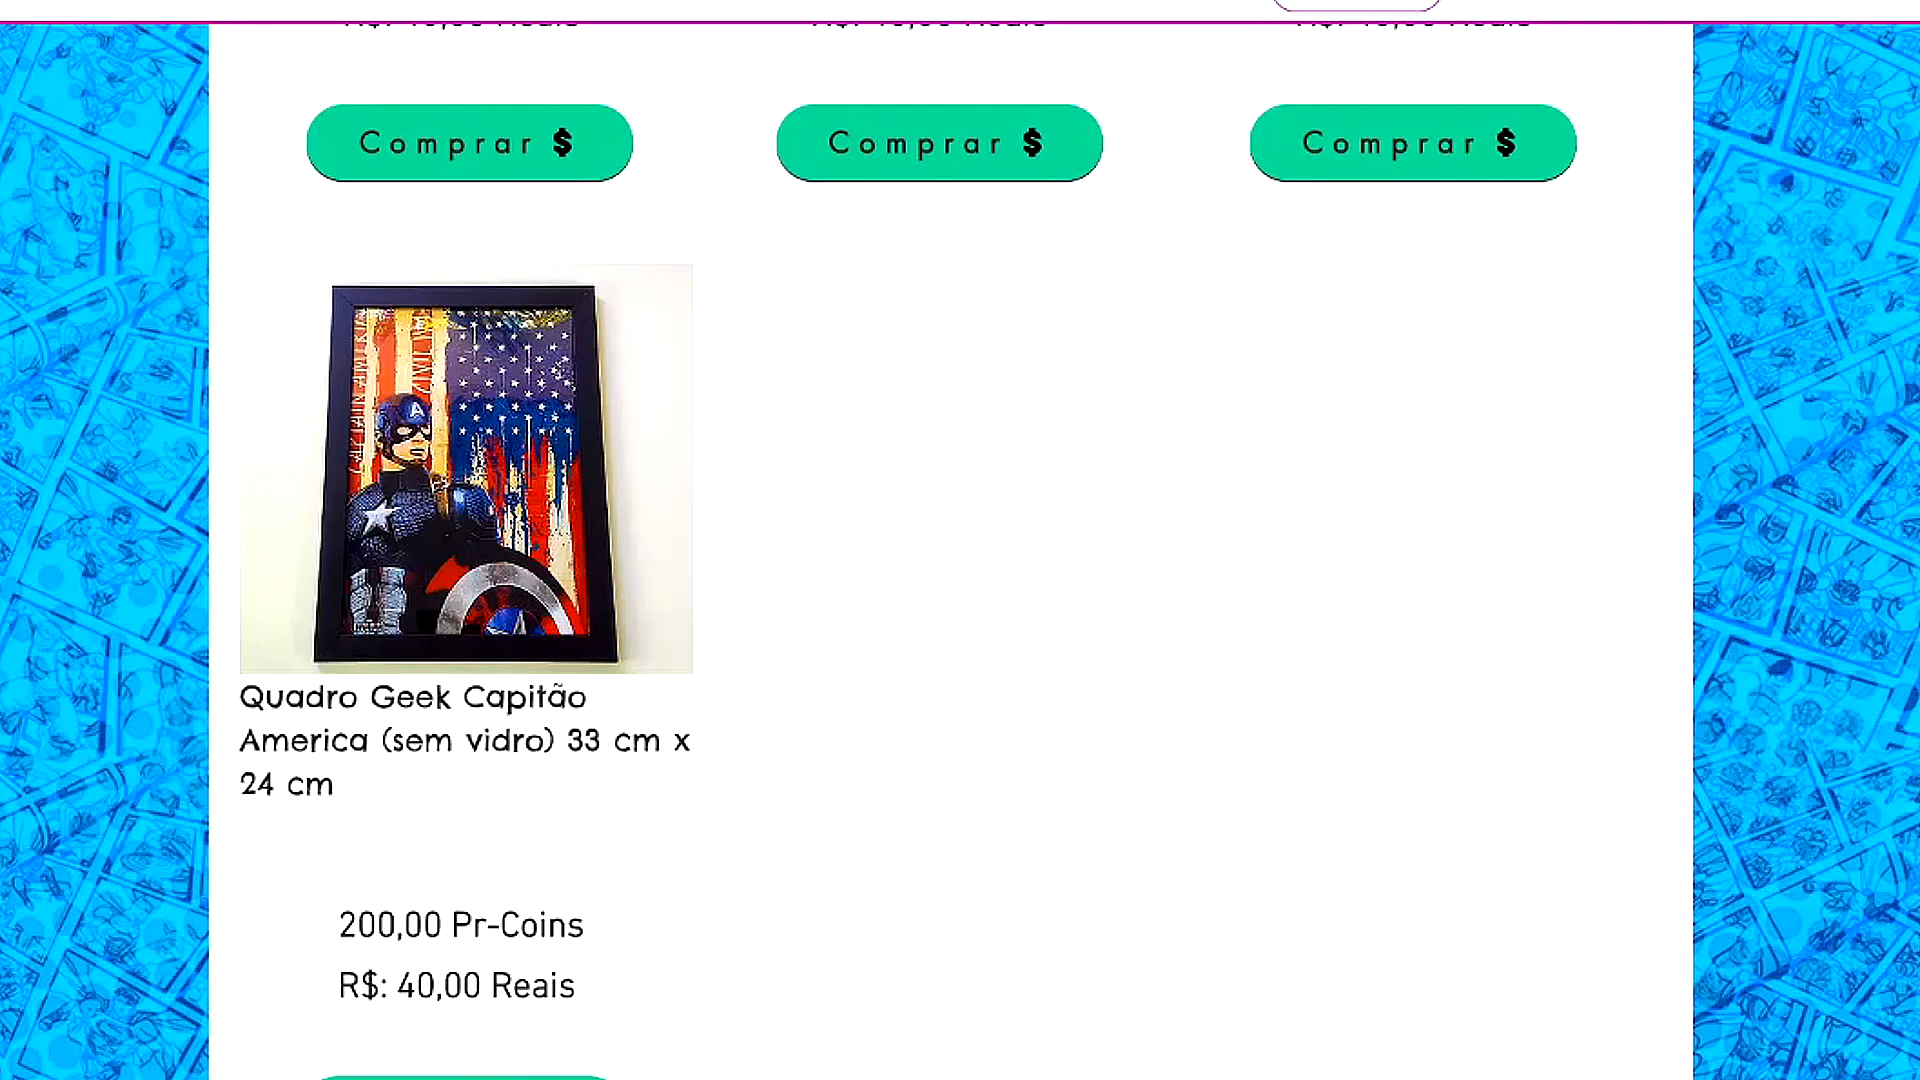 Comprar $
Comprar $
Comprar $
Quadro Geek Capitão
America (sem vidro) 33 cm x
24 cm
200,00 Pr-Coins
R$: 40,00 Reais